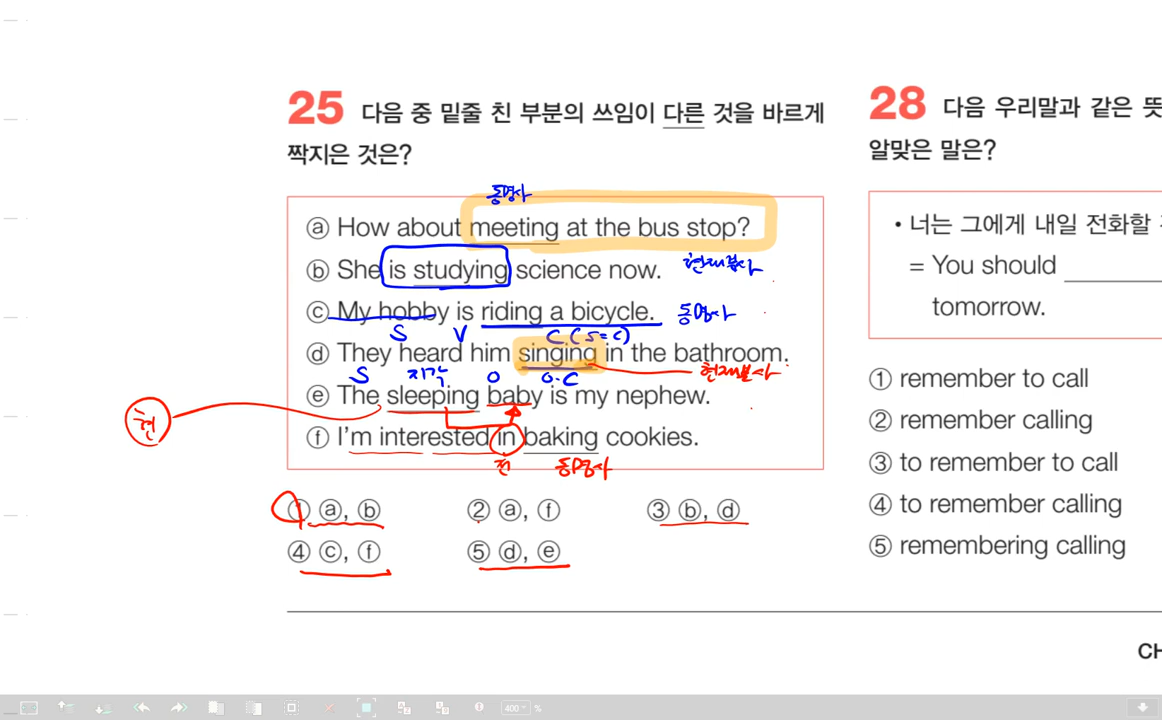 25 다음 중 밑줄 친 부분의 쓰임이 다른 것을 바르게
짝지은 것은?
동명사
ⓐ How about meeting at the bus stop?
ⓑ She is studying science now. 현재분사
ⓒ My hobby is riding a bicycle. 동명사
S V C (S=C)
ⓓ They heard him singing in the bathroom.
S 지각 O O.C 현재분사
ⓔ The sleeping baby is my nephew.
현
ⓕ I'm interested in baking cookies.
전 동명사
① ⓐ, ⓑ ② ⓐ, ⓕ ③ ⓑ, ⓓ
④ ⓒ, ⓕ ⑤ ⓓ, ⓔ
28 다음 우리말과 같은 뜻
알맞은 말은?
• 너는 그에게 내일 전화할
= You should
tomorrow.
① remember to call
② remember calling
③ to remember to call
④ to remember calling
⑤ remembering calling
CH
400 %